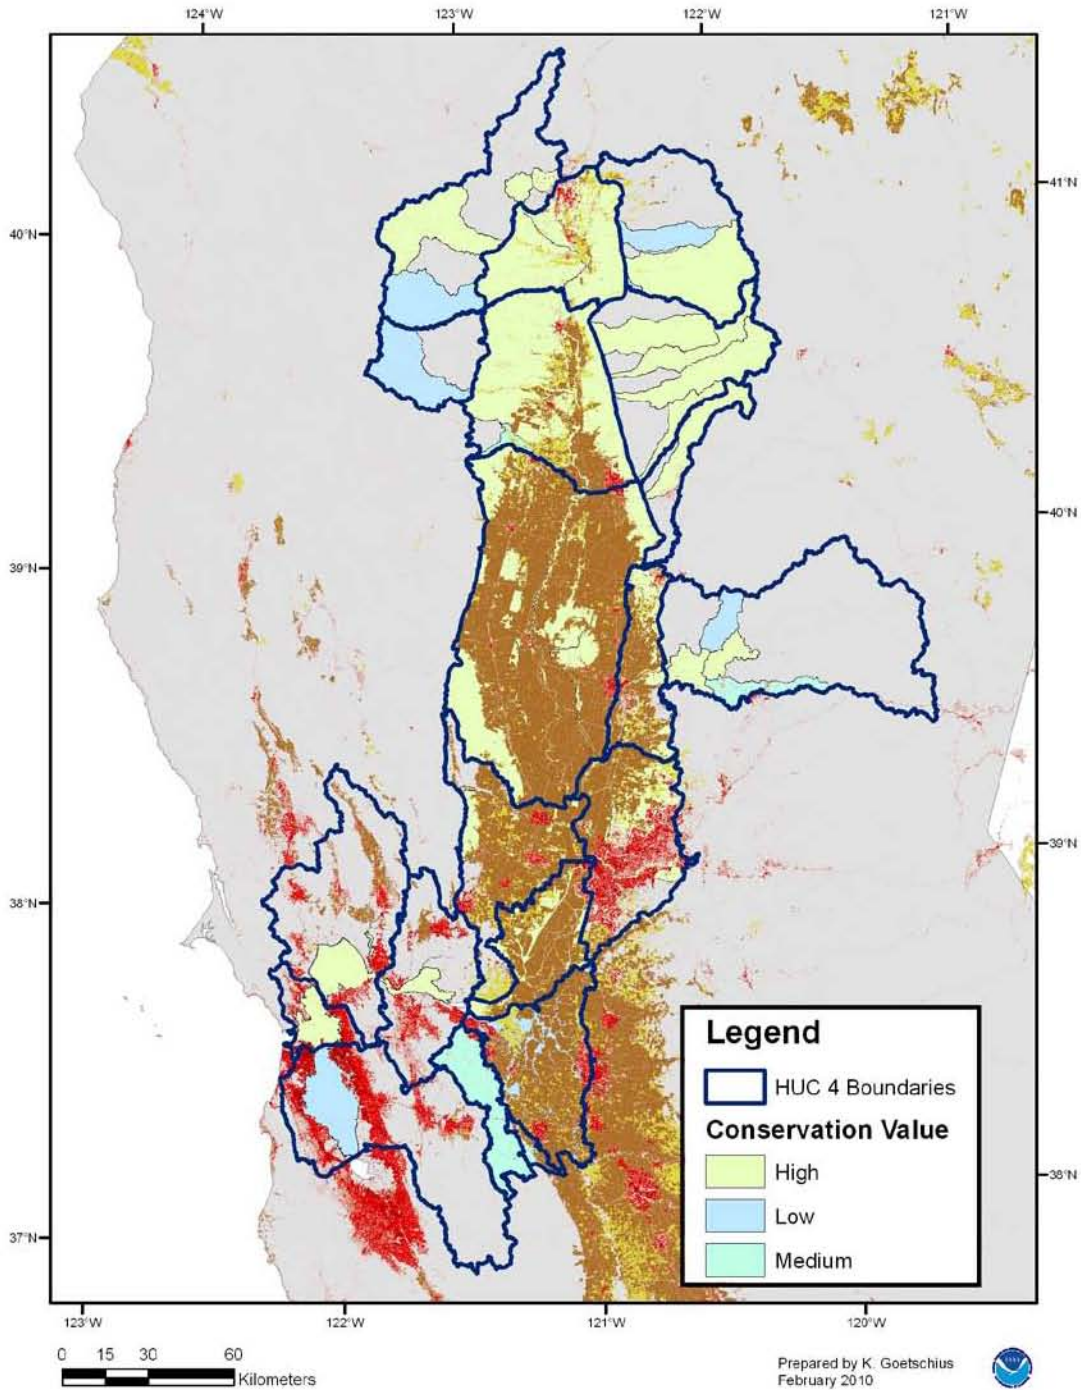 124°W 123°W 122°W 121°W
41°N
40°N
40°N
39°N
39°N
38°N
38°N
37°N
Legend
HUC 4 Boundaries
Conservation Value
High
Low
Medium
123°W 122°W 121°W 120°W
0 15 30 60
Kilometers
Prepared by K. Goetschius
February 2010